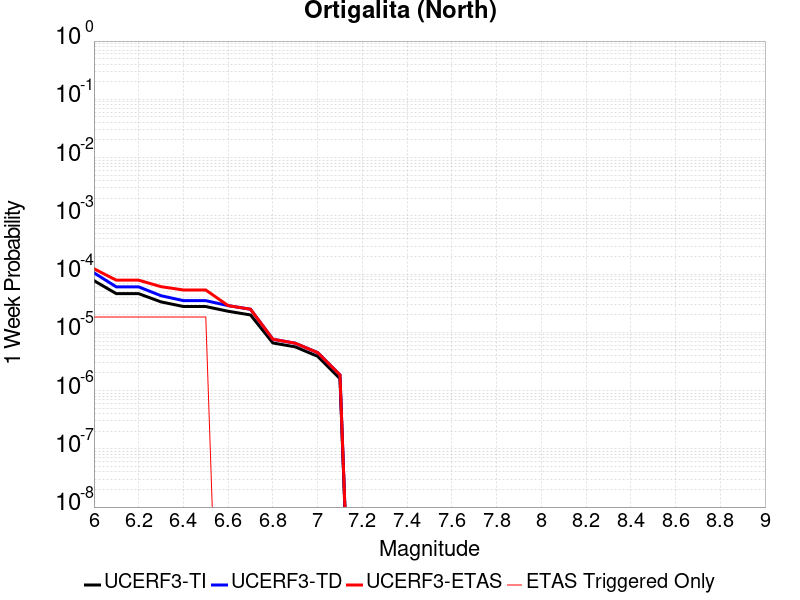 Ortigalita (North)
10^0
10^-1
10^-2
10^-3
10^-4
10^-5
10^-6
10^-7
10^-8
1 Week Probability
6 6.2 6.4 6.6 6.8 7 7.2 7.4 7.6 7.8 8 8.2 8.4 8.6 8.8 9
Magnitude
UCERF3-TI UCERF3-TD UCERF3-ETAS ETAS Triggered Only